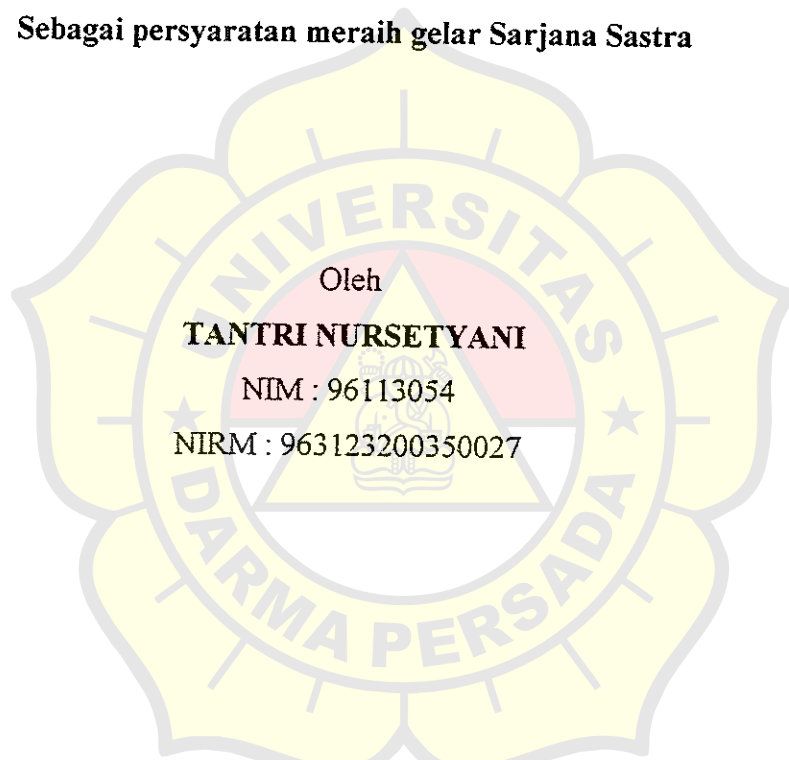 Sebagai persyaratan meraih gelar Sarjana Sastra
UNIVERSITAS
Oleh
TANTRI NURSETYANI
NIM : 96113054
NIRM : 963123200350027
DARMA PERSADA